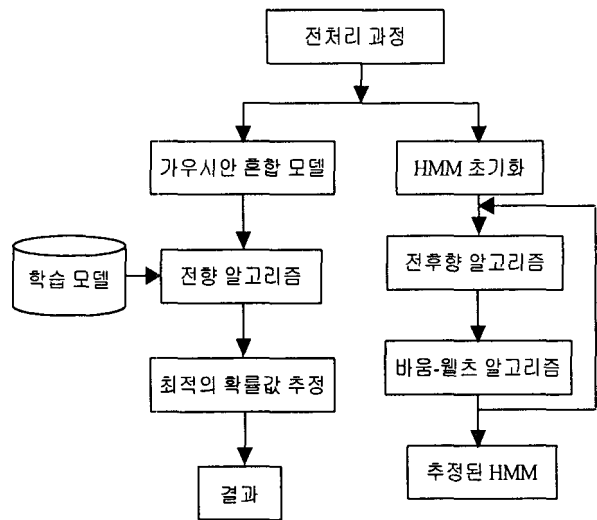 전처리 과정
가우시안 혼합 모델
HMM 초기화
학습 모델
전향 알고리즘
전후향 알고리즘
최적의 확률값 추정
바움-웰츠 알고리즘
결과
추정된 HMM